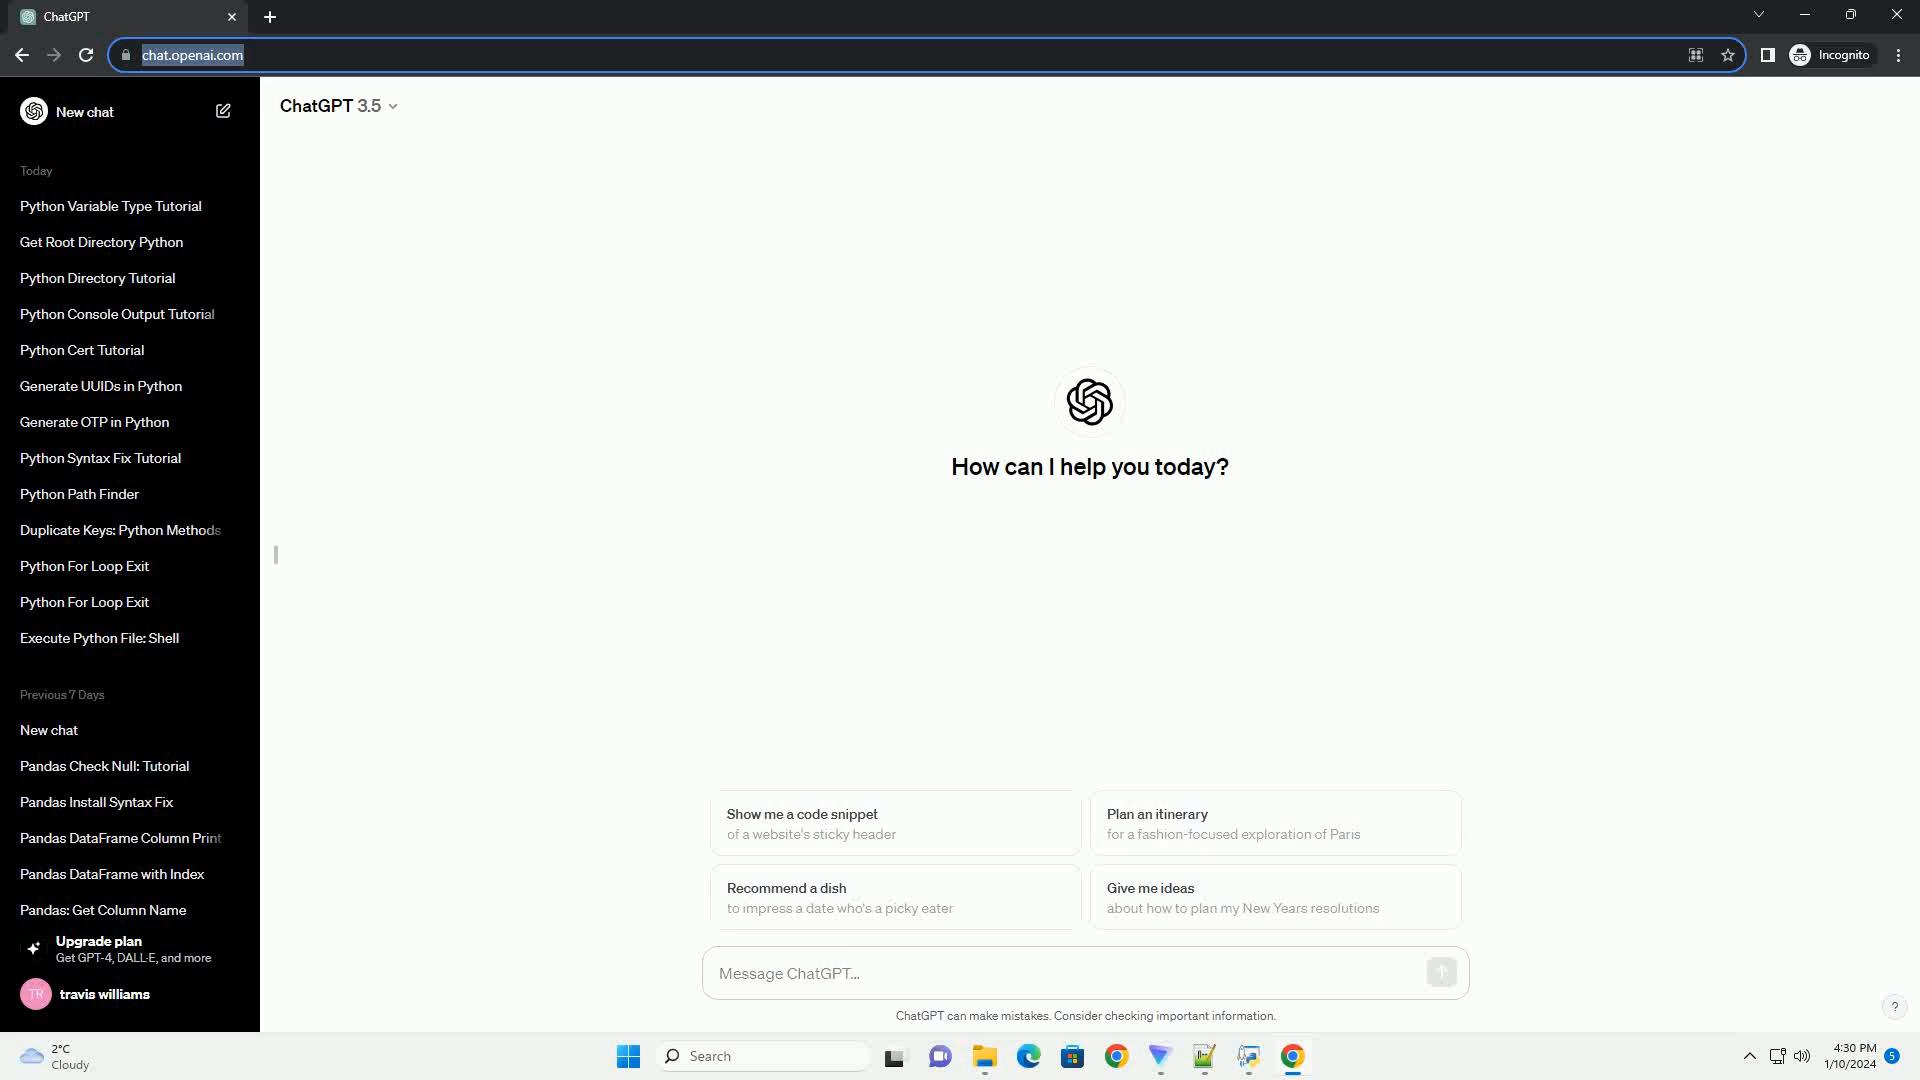 ChatGPT
chat.openai.com
Incognito
New chat
Today
Python Variable Type Tutorial
Get Root Directory Python
Python Directory Tutorial
Python Console Output Tutorial
Python Cert Tutorial
Generate UUIDs in Python
Generate OTP in Python
Python Syntax Fix Tutorial
Python Path Finder
Duplicate Keys: Python Methods
Python For Loop Exit
Python For Loop Exit
Execute Python File: Shell
Previous 7 Days
New chat
Pandas Check Null: Tutorial
Pandas Install Syntax Fix
Pandas DataFrame Column Print
Pandas DataFrame with Index
Pandas: Get Column Name
Upgrade plan
Get GPT-4, DALL·E, and more
TR
travis williams
ChatGPT 3.5
How can I help you today?
Show me a code snippet
of a website's sticky header
Plan an itinerary
for a fashion-focused exploration of Paris
Recommend a dish
to impress a date who's a picky eater
Give me ideas
about how to plan my New Years resolutions
Message ChatGPT...
ChatGPT can make mistakes. Consider checking important information.
?
2°C
Cloudy
Search
4:30 PM
1/10/2024
5